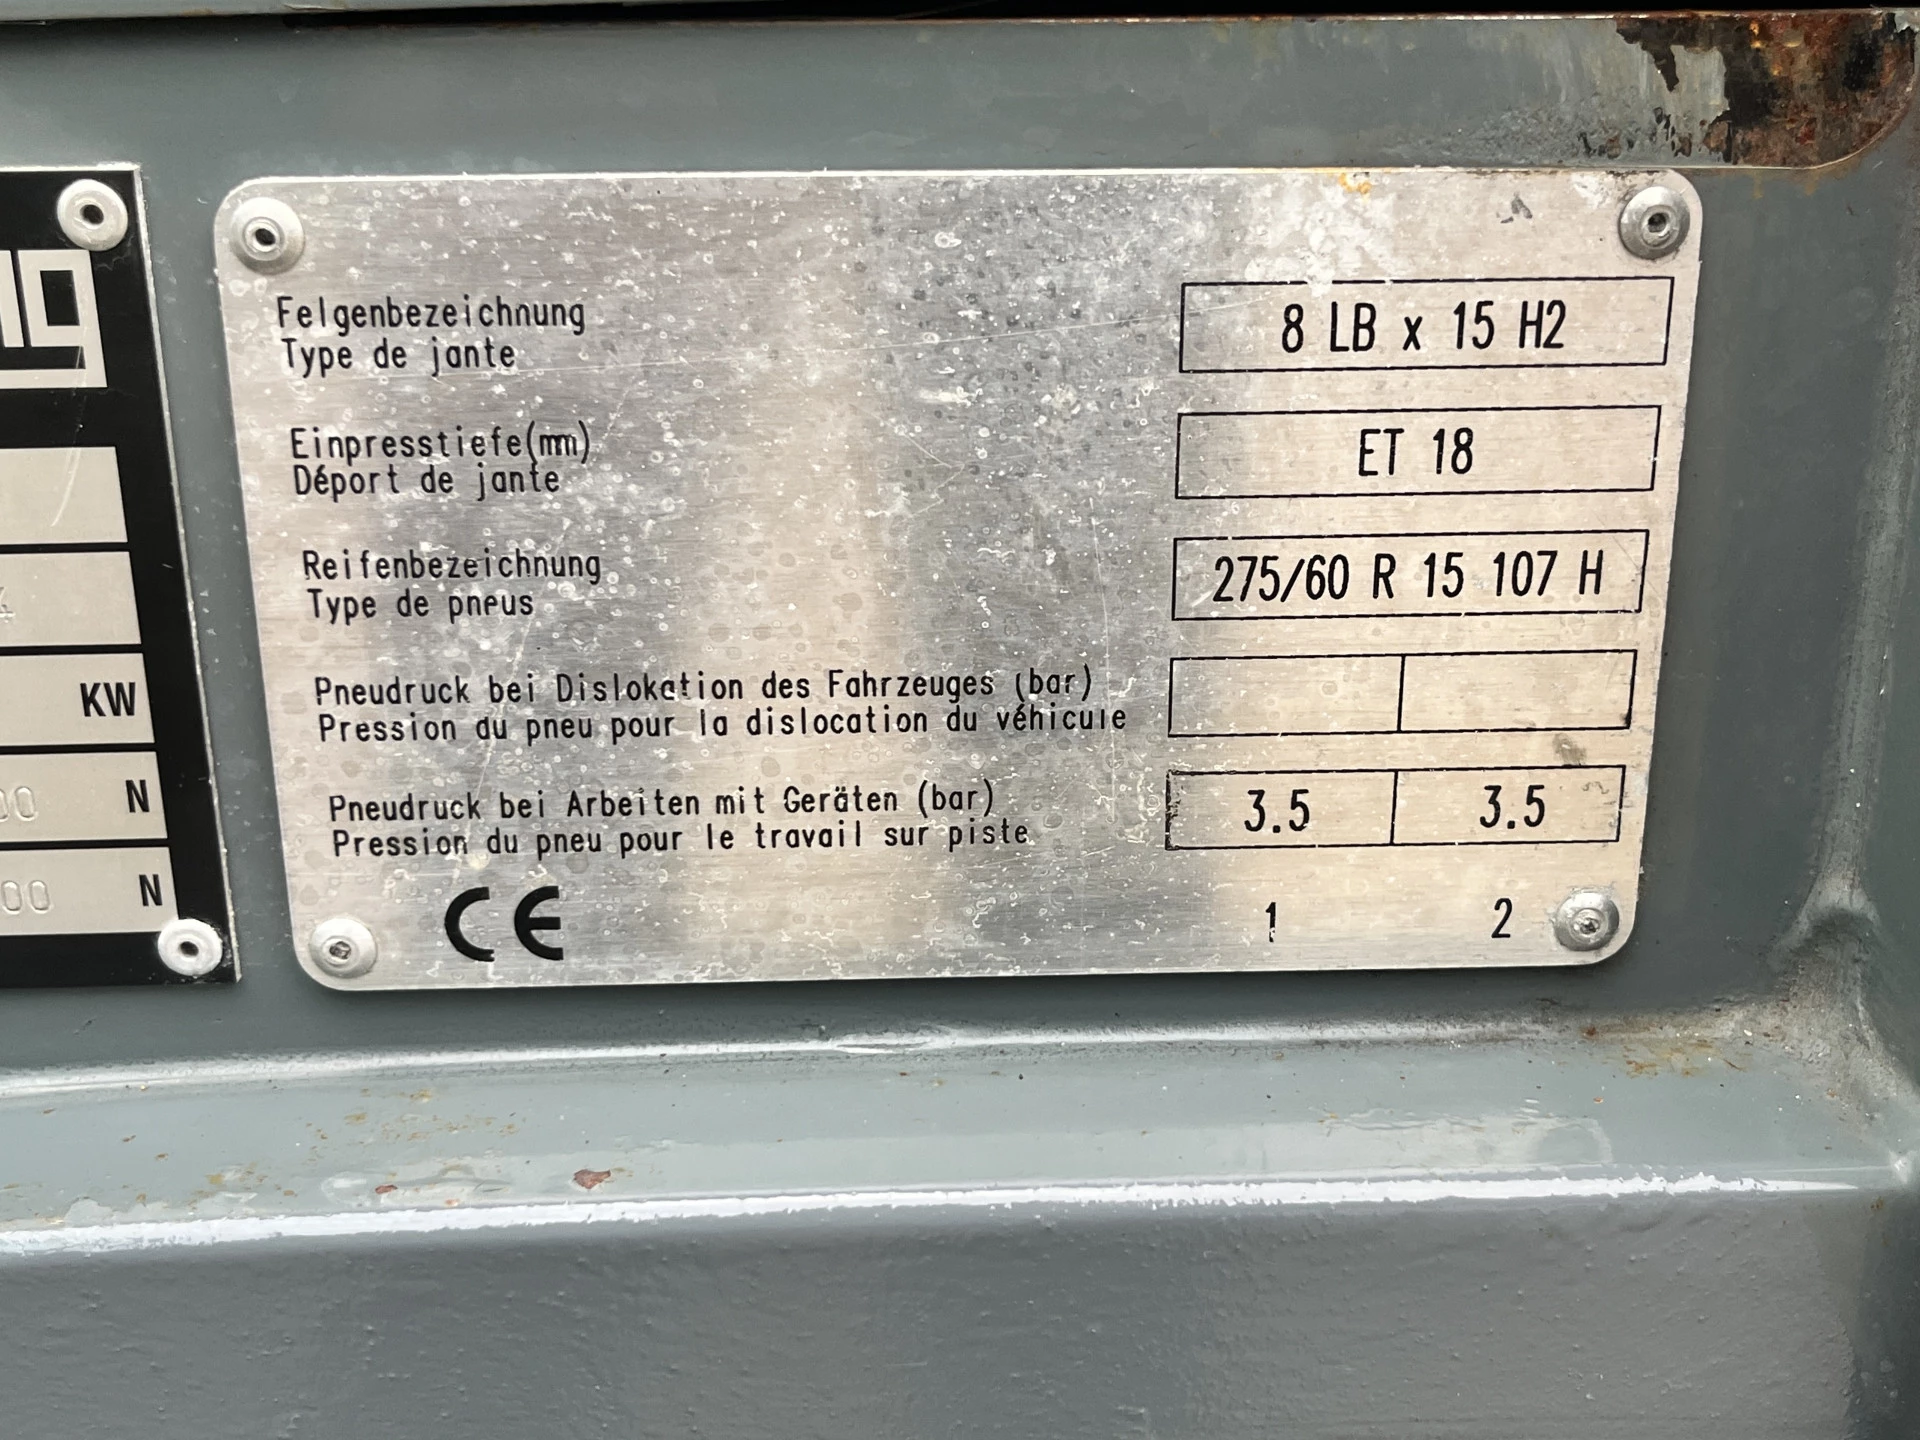 Felgenbezeichnung
Type de jante
8 LB x 15 H2
Einpresstiefe(mm)
Déport de jante
ET 18
Reifenbezeichnung
Type de pneus
275/60 R 15 107 H
Pneudruck bei Dislokation des Fahrzeuges (bar)
Pression du pneu pour la dislocation du véhicule
Pneudruck bei Arbeiten mit Geräten (bar)
Pression du pneu pour le travail sur piste
3.5 3.5
CE
1 2
KW
00 N
00 N